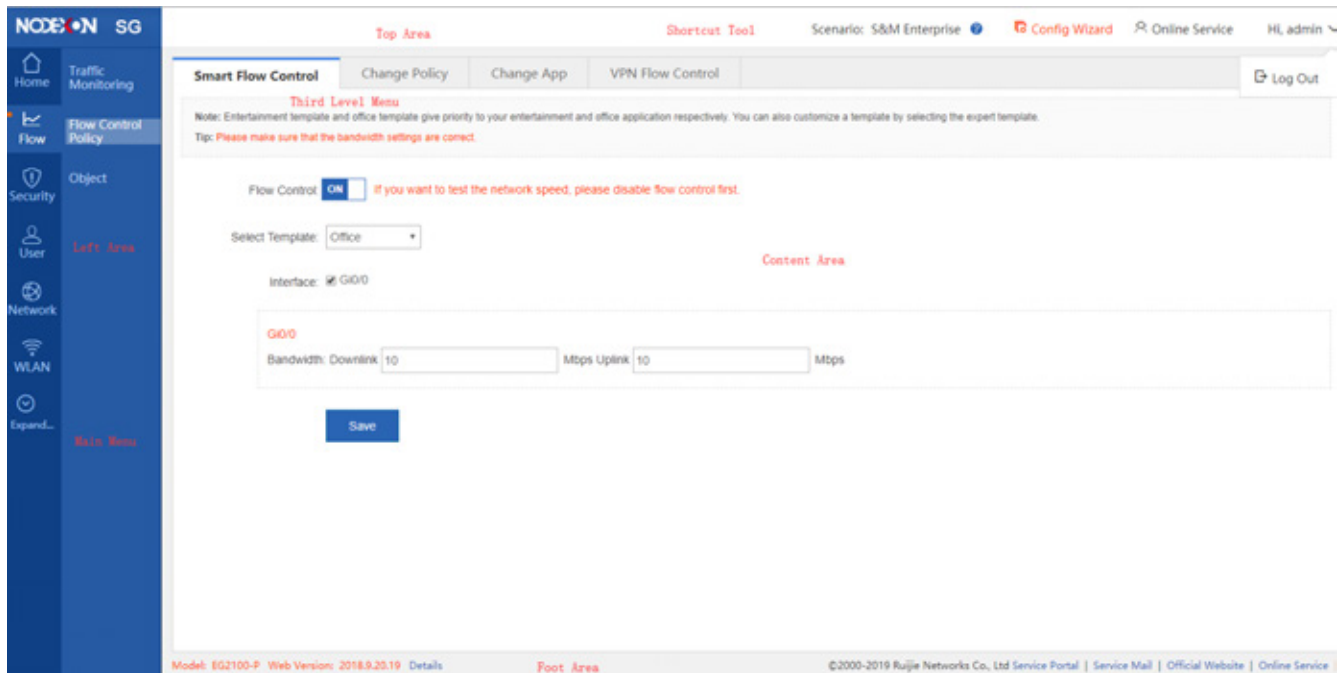 NODEXON SG
Top Area
Shortcut Tool
Scenario: S&M Enterprise
Config Wizard
Online Service
Hi, admin
Log Out
Home
Flow
Security
User
Network
WLAN
Expand...
Traffic
Monitoring
Flow Control
Policy
Object
Left Area
Main Menu
Smart Flow Control
Change Policy
Change App
VPN Flow Control
Third Level Menu
Note: Entertainment template and office template give priority to your entertainment and office application respectively. You can also customize a template by selecting the expert template.
Tip: Please make sure that the bandwidth settings are correct.
Flow Control: ON If you want to test the network speed, please disable flow control first.
Select Template: Office
Content Area
Interface: Gi0/0
Gi0/0
Bandwidth: Downlink 10 Mbps Uplink 10 Mbps
Save
Model: EG2100-P Web Version: 2018.9.20.19 Details
Foot Area
©2000-2019 Ruijie Networks Co., Ltd Service Portal | Service Mail | Official Website | Online Service